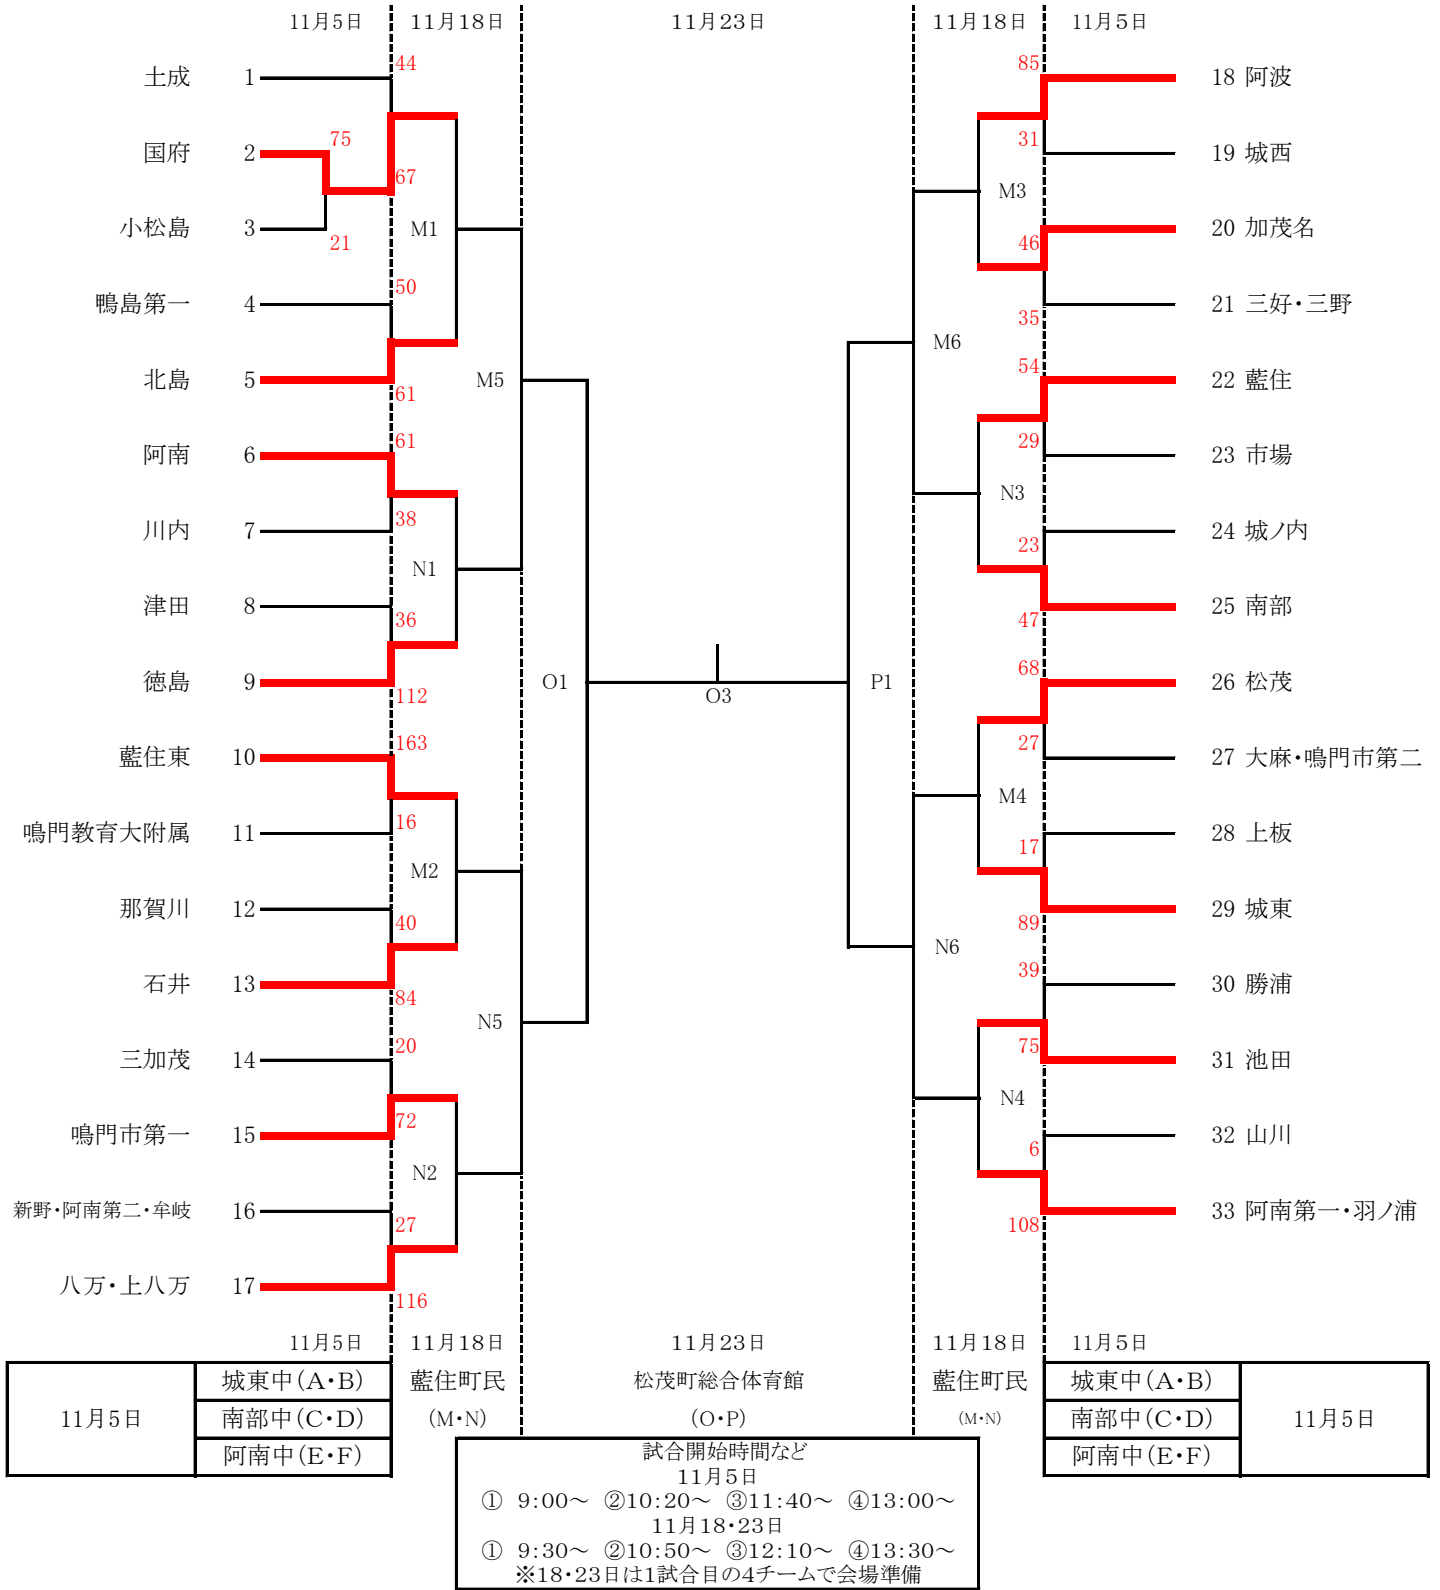 11月5日 11月18日 11月23日 11月18日 11月5日
44 85
土成 1 18 阿波
75 31
国府 2 19 城西
67 M3
小松島 3 M1 20 加茂名
21 46
50
鴨島第一 4 21 三好・三野
35
M6
54
北島 5 M5 22 藍住
61
61 29
阿南 6 23 市場
38 N3
川内 7 24 城ノ内
23
N1
津田 8 25 南部
36 47
68
徳島 9 O1 O3 P1 26 松茂
112
163 27
藍住東 10 27 大麻・鳴門市第二
M4
16
鳴門教育大附属 11 28 上板
17
M2
那賀川 12 29 城東
40 89
N6
39
石井 13 30 勝浦
84
N5
20 75
三加茂 14 31 池田
N4
72
鳴門市第一 15 32 山川
6
N2
新野・阿南第二・牟岐 16 33 阿南第一・羽ノ浦
27 108
八万・上八万 17
116
11月5日 11月18日 11月23日 11月18日 11月5日
城東中(A・B) 藍住町民 松茂町総合体育館 藍住町民 城東中(A・B)
11月5日 南部中(C・D) (M・N) (O・P) (M・N) 南部中(C・D) 11月5日
阿南中(E・F) 阿南中(E・F)
試合開始時間など
11月5日
① 9:00～ ②10:20～ ③11:40～ ④13:00～
11月18・23日
① 9:30～ ②10:50～ ③12:10～ ④13:30～
※18・23日は1試合目の4チームで会場準備